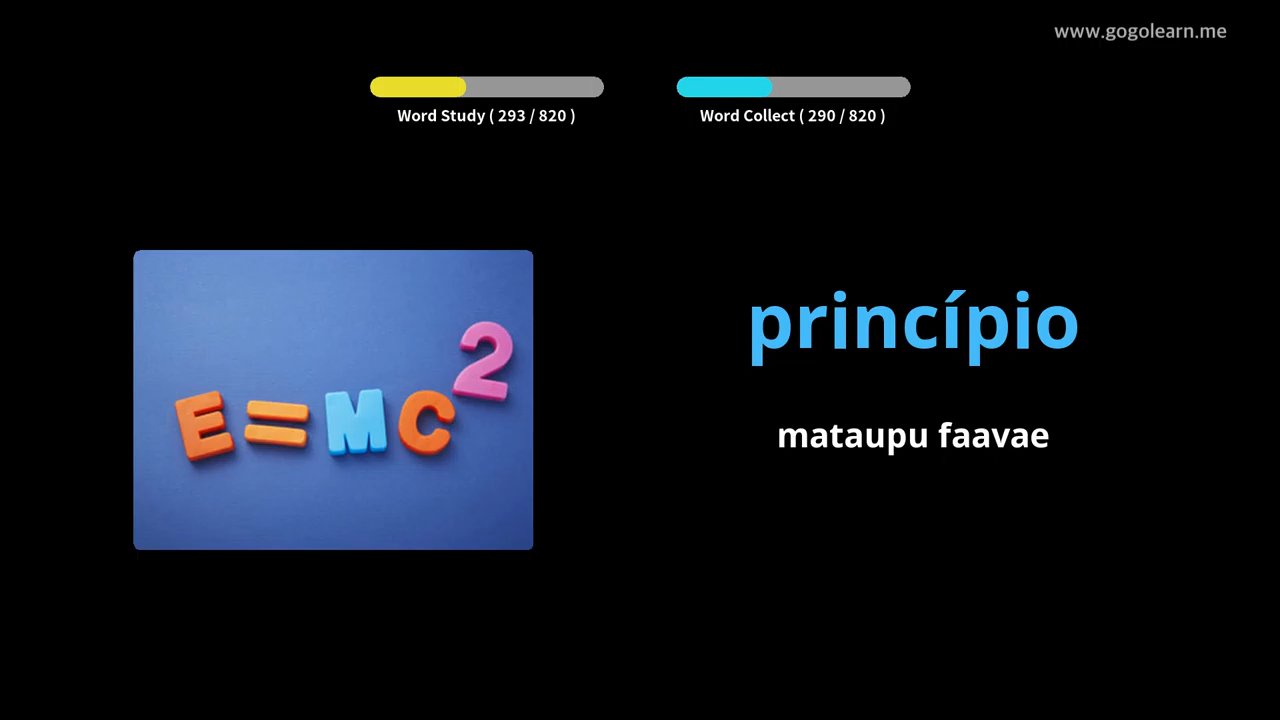 www.gogolearn.me
Word Study ( 293 / 820 )
Word Collect ( 290 / 820 )
E=MC2
princípio
mataupu faavae